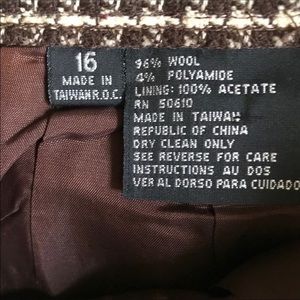 16
MADE IN
TAIWAN R.O.C.
96% WOOL
4% POLYAMIDE
LINING: 100% ACETATE
RN 50610
MADE IN TAIWAN
REPUBLIC OF CHINA
DRY CLEAN ONLY
SEE REVERSE FOR CARE
INSTRUCTIONS AU DOS
VER AL DORSO PARA CUIDADO